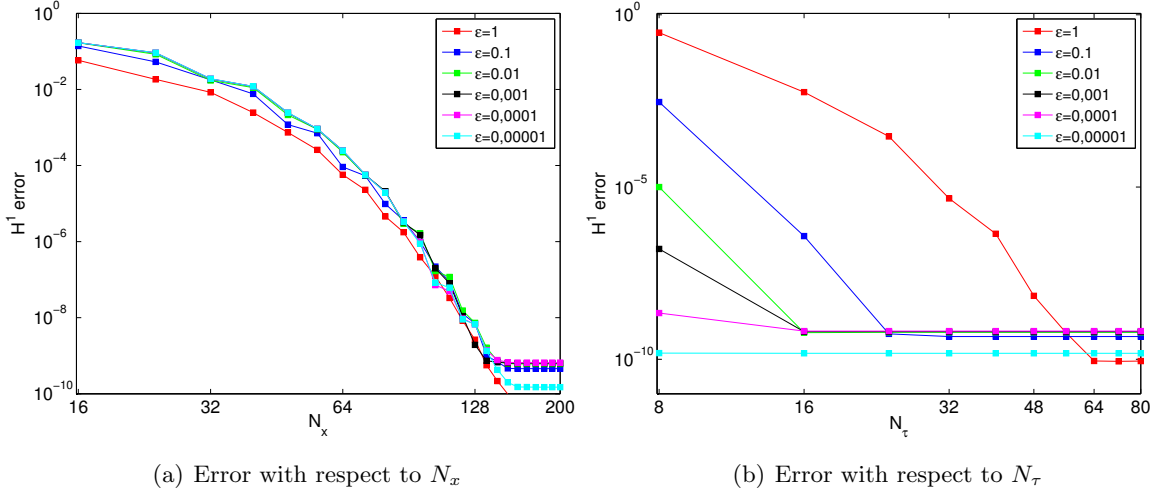 10^0
10^-2
10^-4
10^-6
10^-8
10^-10
H^1 error
16
32
64
128
200
N_x
ε=1
ε=0.1
ε=0.01
ε=0,001
ε=0,0001
ε=0,00001
(a) Error with respect to N_x
10^0
10^-5
10^-10
H^1 error
8
16
32
48
64
80
N_τ
ε=1
ε=0.1
ε=0.01
ε=0,001
ε=0,0001
ε=0,00001
(b) Error with respect to N_τ